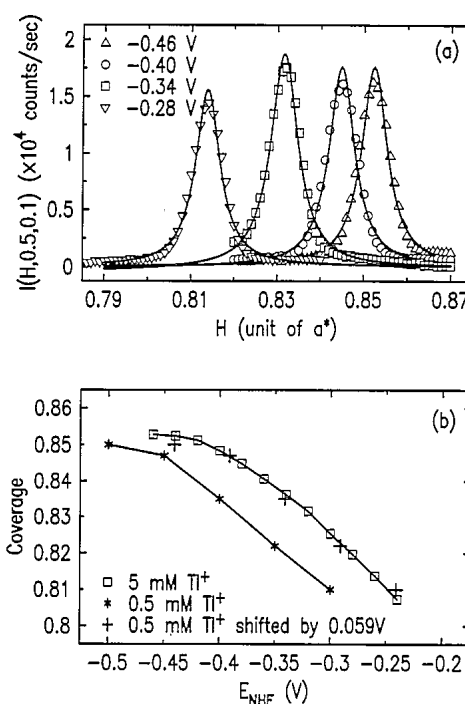 (a)
△ −0.46 V
○ −0.40 V
□ −0.34 V
▽ −0.28 V
I(H,0.5,0.1) (×10⁴ counts/sec)
2
1.5
1
0.5
0
0.79 0.81 0.83 0.85 0.87
H (unit of a*)
(b)
Coverage
0.86
0.85
0.84
0.83
0.82
0.81
0.8
□ 5 mM Tl⁺
* 0.5 mM Tl⁺
+ 0.5 mM Tl⁺ shifted by 0.059V
−0.5 −0.45 −0.4 −0.35 −0.3 −0.25 −0.2
E_NHE (V)